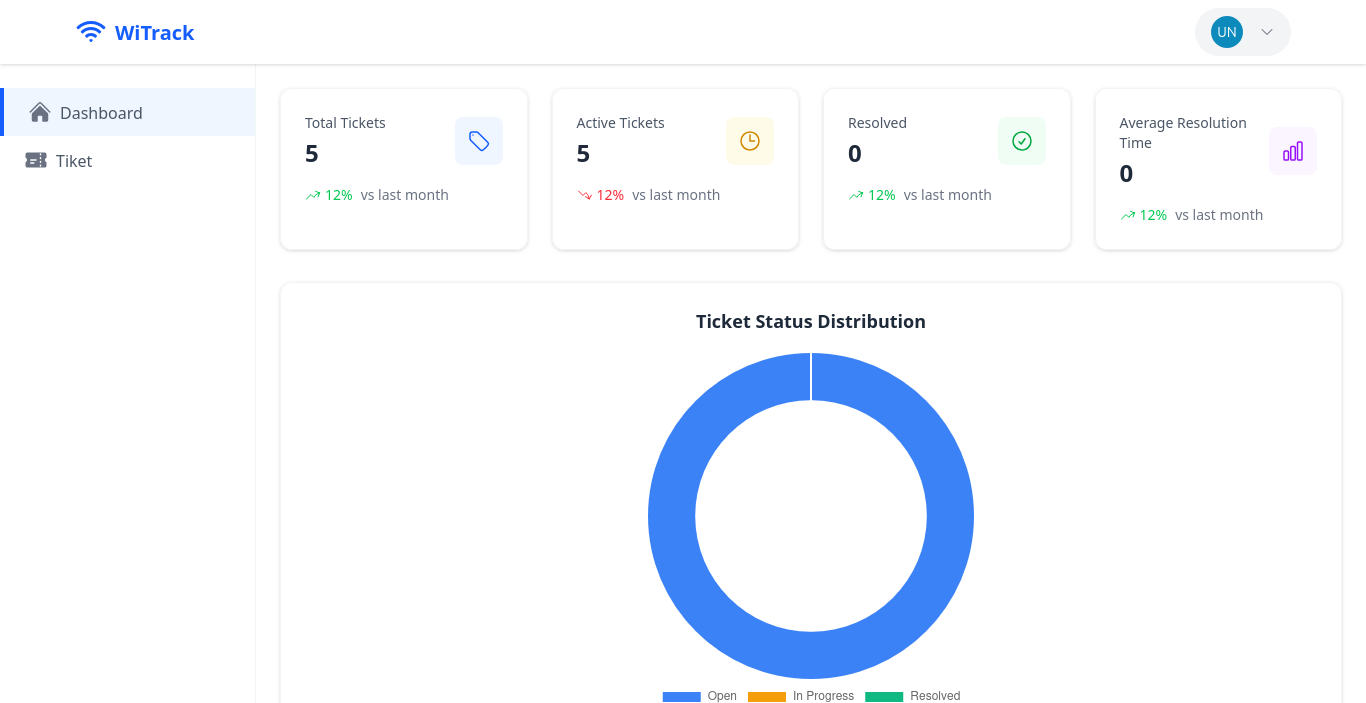 WiTrack
UN
Dashboard
Tiket
Total Tickets
5
12% vs last month
Active Tickets
5
12% vs last month
Resolved
0
12% vs last month
Average Resolution
Time
0
12% vs last month
Ticket Status Distribution
Open In Progress Resolved